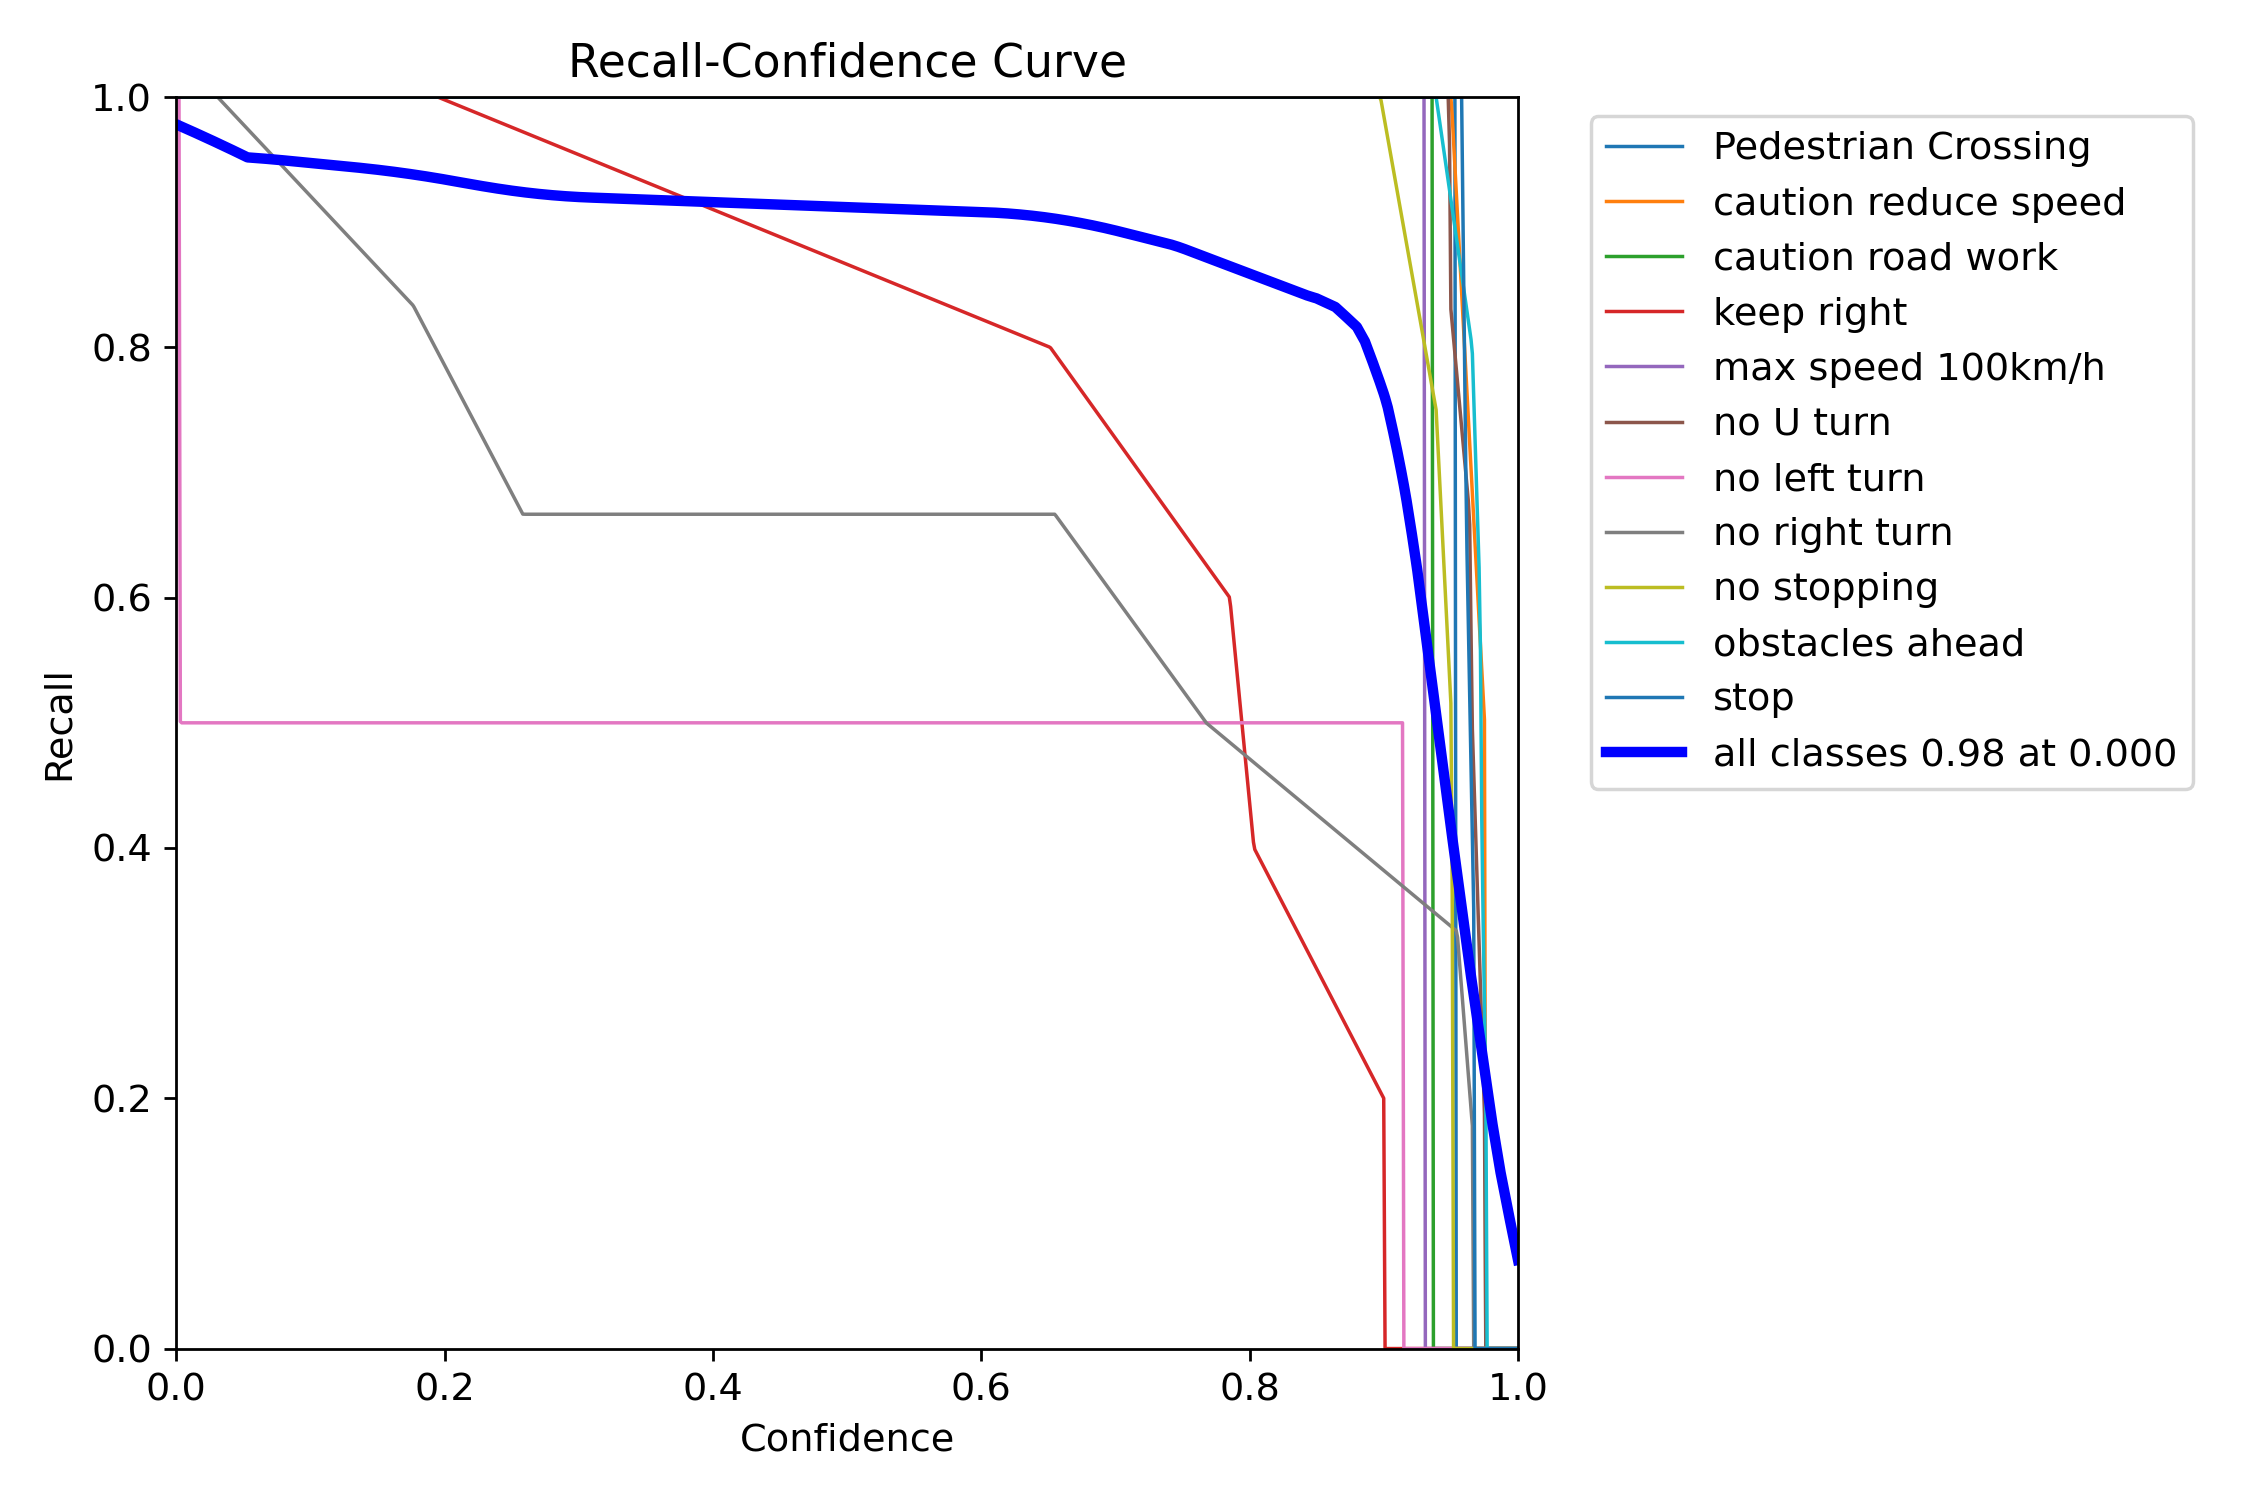 Recall-Confidence Curve
1.0
0.8
0.6
0.4
0.2
0.0
Recall
0.0 0.2 0.4 0.6 0.8 1.0
Confidence
Pedestrian Crossing
caution reduce speed
caution road work
keep right
max speed 100km/h
no U turn
no left turn
no right turn
no stopping
obstacles ahead
stop
all classes 0.98 at 0.000